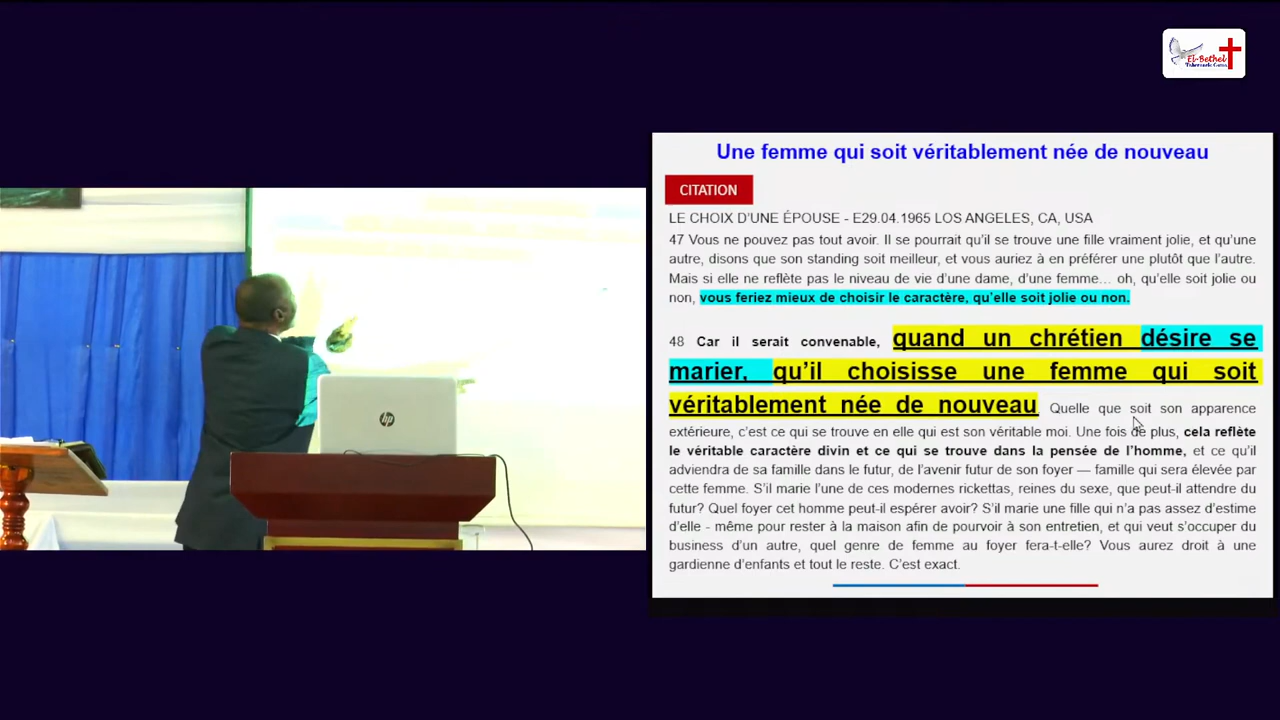 El-Bethel
Une femme qui soit véritablement née de nouveau
CITATION
LE CHOIX D’UNE ÉPOUSE - E29.04.1965 LOS ANGELES, CA, USA
47 Vous ne pouvez pas tout avoir. Il se pourrait qu’il se trouve une fille vraiment jolie, et qu’une
autre, disons que son standing soit meilleur, et vous auriez à en préférer une plutôt que l’autre.
Mais si elle ne reflète pas le niveau de vie d’une dame, d’une femme… oh, qu’elle soit jolie ou
non, vous feriez mieux de choisir le caractère, qu’elle soit jolie ou non.
48 Car il serait convenable, quand un chrétien désire se
marier, qu’il choisisse une femme qui soit
véritablement née de nouveau Quelle que soit son apparence
extérieure, c’est ce qui se trouve en elle qui est son véritable moi. Une fois de plus, cela reflète
le véritable caractère divin et ce qui se trouve dans la pensée de l’homme, et ce qu’il
adviendra de sa famille dans le futur, de l’avenir futur de son foyer — famille qui sera élevée par
cette femme. S’il marie l’une de ces modernes rickettas, reines du sexe, que peut-il attendre du
futur? Quel foyer cet homme peut-il espérer avoir? S’il marie une fille qui n’a pas assez d’estime
d’elle - même pour rester à la maison afin de pourvoir à son entretien, et qui veut s’occuper du
business d’un autre, quel genre de femme au foyer fera-t-elle? Vous aurez droit à une
gardienne d’enfants et tout le reste. C’est exact.
hp